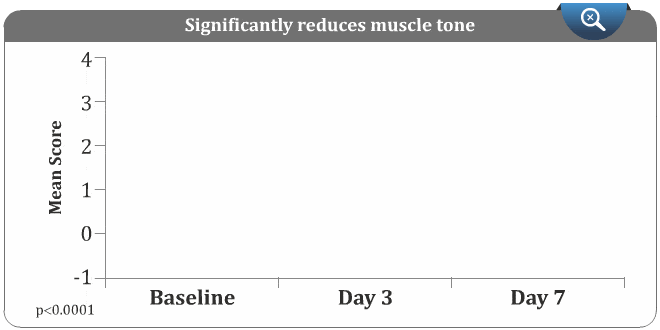 Significantly reduces muscle tone
4
3
2
1
0
-1
Mean Score
Baseline Day 3 Day 7
p<0.0001